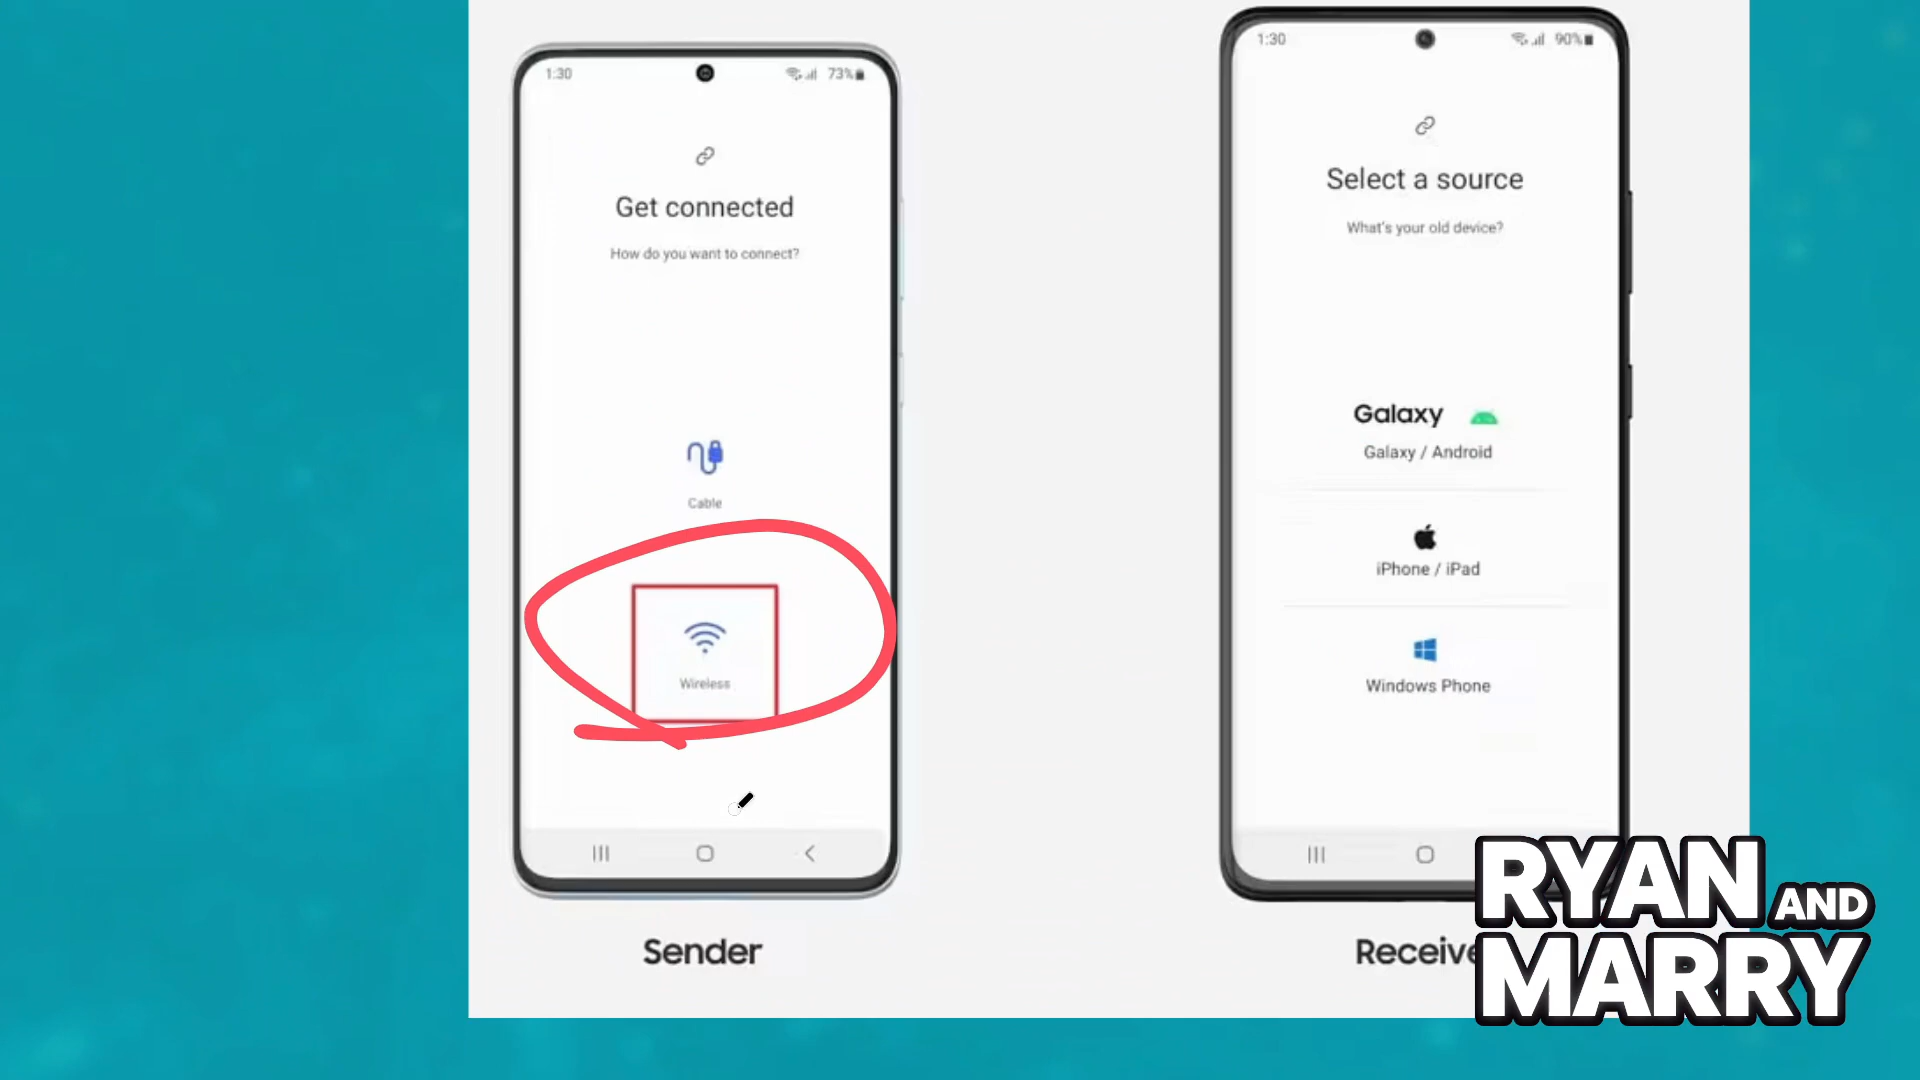 1:30
73%
Get connected
How do you want to connect?
Cable
Wireless
Sender
1:30
90%
Select a source
What's your old device?
Galaxy
Galaxy / Android
iPhone / iPad
Windows Phone
Receive
RYAN AND
MARRY